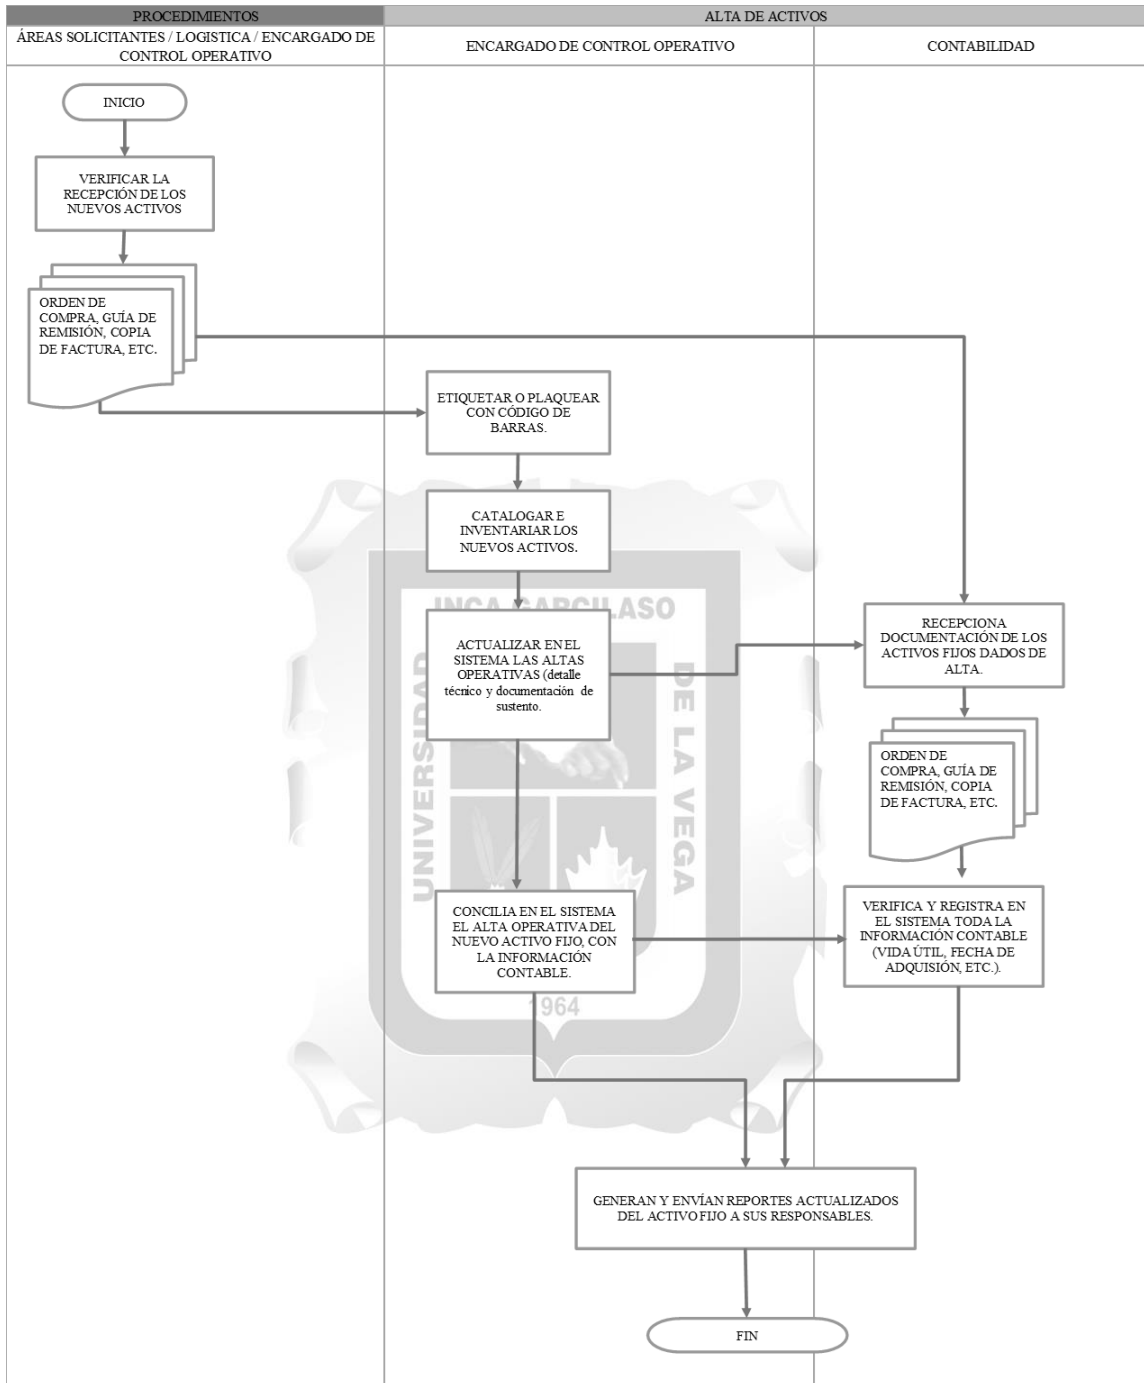 PROCEDIMIENTOS
ALTA DE ACTIVOS
ÁREAS SOLICITANTES / LOGISTICA / ENCARGADO DE
CONTROL OPERATIVO
ENCARGADO DE CONTROL OPERATIVO
CONTABILIDAD
INICIO
VERIFICAR LA
RECEPCIÓN DE LOS
NUEVOS ACTIVOS
ORDEN DE
COMPRA, GUÍA DE
REMISIÓN, COPIA
DE FACTURA, ETC.
ETIQUETAR O PLAQUEAR
CON CÓDIGO DE
BARRAS.
CATALOGAR E
INVENTARIAR LOS
NUEVOS ACTIVOS.
ACTUALIZAR EN EL
SISTEMA LAS ALTAS
OPERATIVAS (detalle
técnico y documentación de
sustento.
RECEPCIONA
DOCUMENTACIÓN DE LOS
ACTIVOS FIJOS DADOS DE
ALTA.
ORDEN DE
COMPRA, GUÍA DE
REMISIÓN, COPIA
DE FACTURA, ETC.
CONCILIA EN EL SISTEMA
EL ALTA OPERATIVA DEL
NUEVO ACTIVO FIJO, CON
LA INFORMACIÓN
CONTABLE.
VERIFICA Y REGISTRA EN
EL SISTEMA TODA LA
INFORMACIÓN CONTABLE
(VIDA ÚTIL, FECHA DE
ADQUISIÓN, ETC.).
GENERAN Y ENVÍAN REPORTES ACTUALIZADOS
DEL ACTIVO FIJO A SUS RESPONSABLES.
FIN
UNIVERSIDAD
INCA GARCILASO
DE LA VEGA
1964